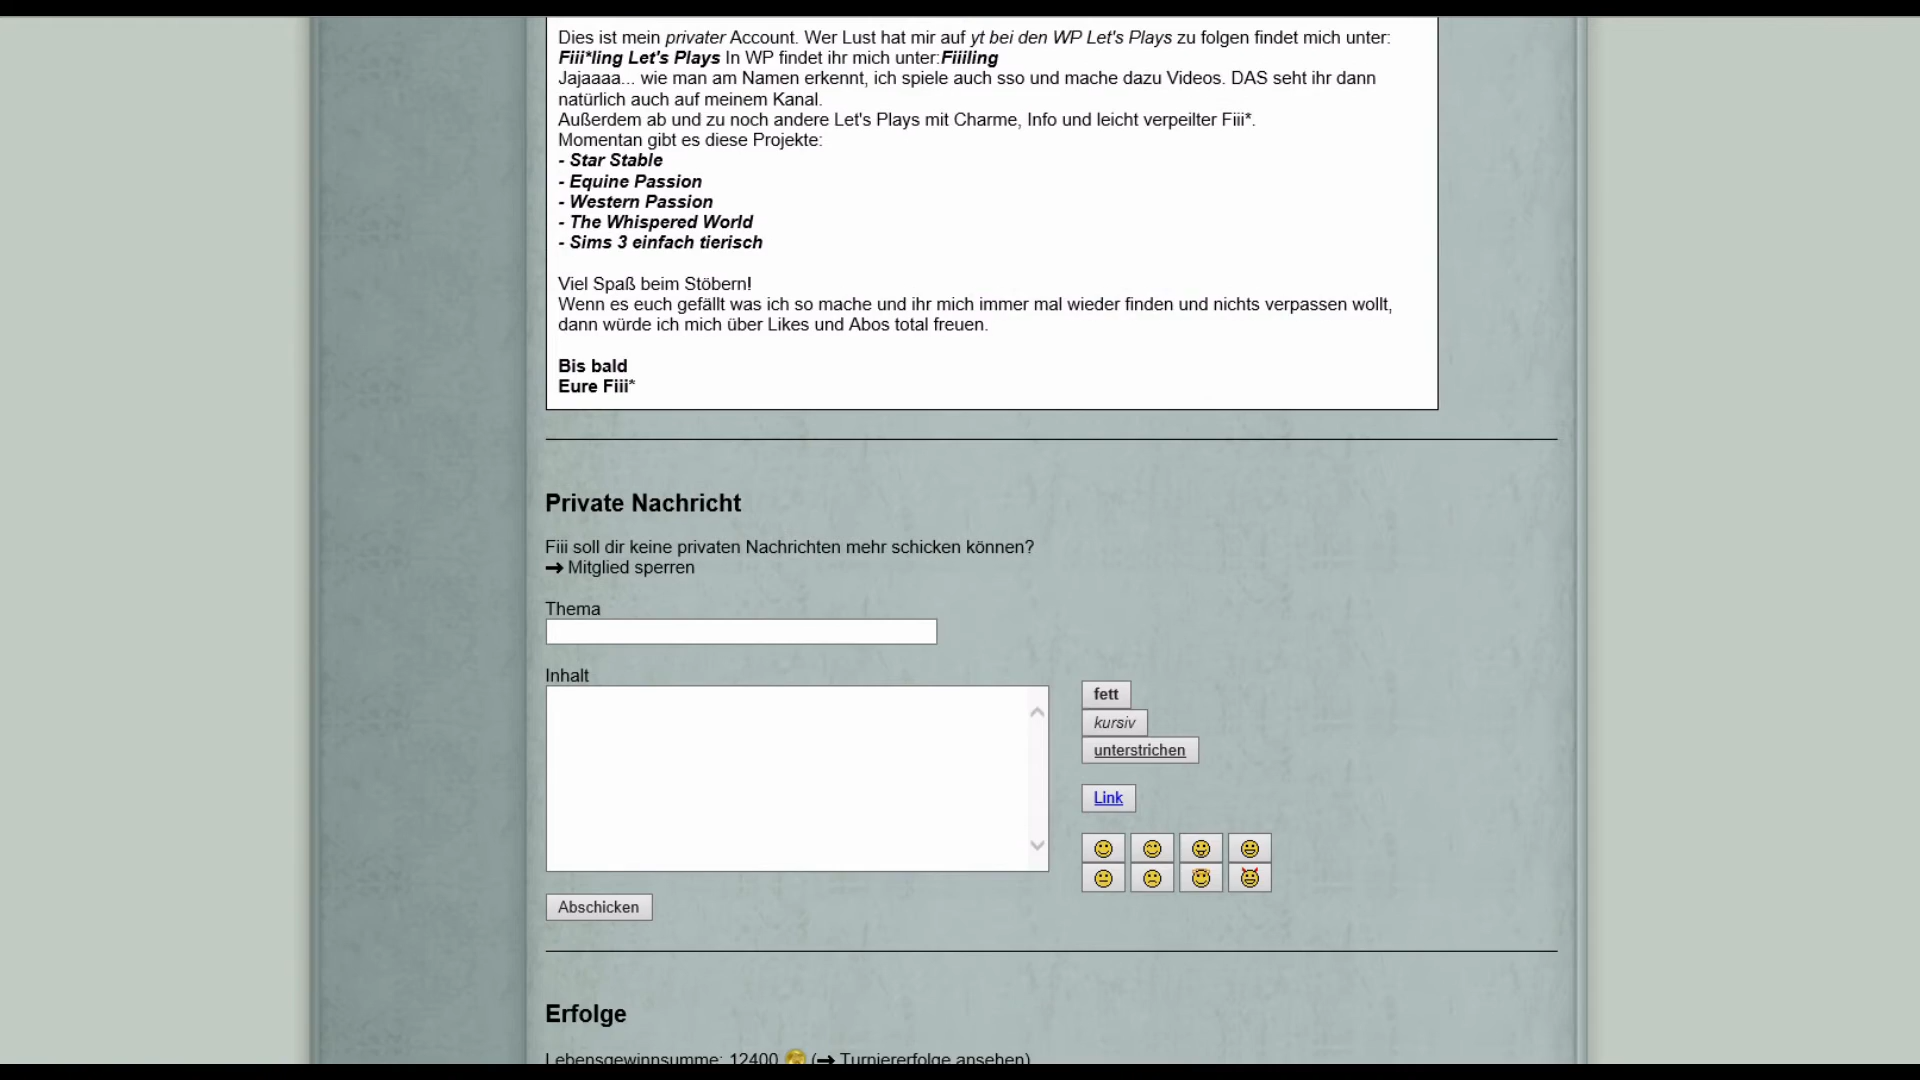 Dies ist mein privater Account. Wer Lust hat mir auf yt bei den WP Let's Plays zu folgen findet mich unter:
Fiii*ling Let's Plays In WP findet ihr mich unter:Fiiiling
Jajaaaa... wie man am Namen erkennt, ich spiele auch sso und mache dazu Videos. DAS seht ihr dann
natürlich auch auf meinem Kanal.
Außerdem ab und zu noch andere Let's Plays mit Charme, Info und leicht verpeilter Fiii*.
Momentan gibt es diese Projekte:
- Star Stable
- Equine Passion
- Western Passion
- The Whispered World
- Sims 3 einfach tierisch
Viel Spaß beim Stöbern!
Wenn es euch gefällt was ich so mache und ihr mich immer mal wieder finden und nichts verpassen wollt,
dann würde ich mich über Likes und Abos total freuen.
Bis bald
Eure Fiii*
Private Nachricht
Fiii soll dir keine privaten Nachrichten mehr schicken können?
→ Mitglied sperren
Thema
Inhalt
fett
kursiv
unterstrichen
Link
Abschicken
Erfolge
Lebensgewinnsumme: 12400 (→ Turniererfolge ansehen)